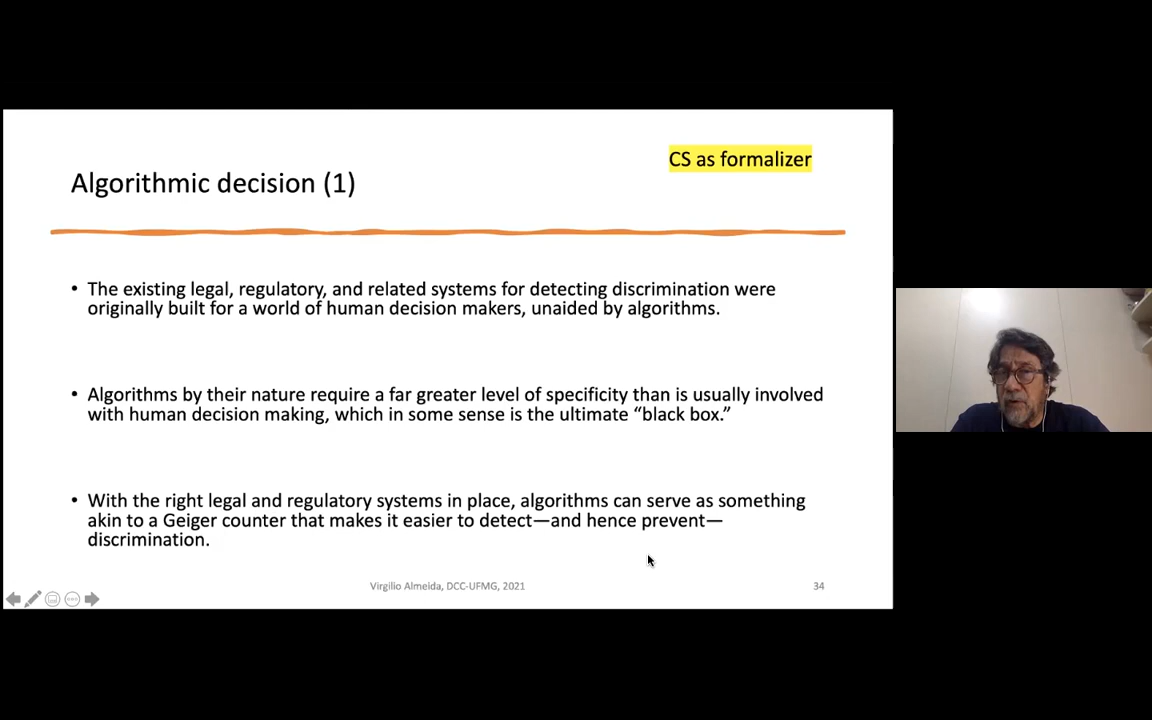 CS as formalizer
Algorithmic decision (1)
• The existing legal, regulatory, and related systems for detecting discrimination were
originally built for a world of human decision makers, unaided by algorithms.
• Algorithms by their nature require a far greater level of specificity than is usually involved
with human decision making, which in some sense is the ultimate “black box.”
• With the right legal and regulatory systems in place, algorithms can serve as something
akin to a Geiger counter that makes it easier to detect—and hence prevent—
discrimination.
Virgilio Almeida, DCC-UFMG, 2021
34